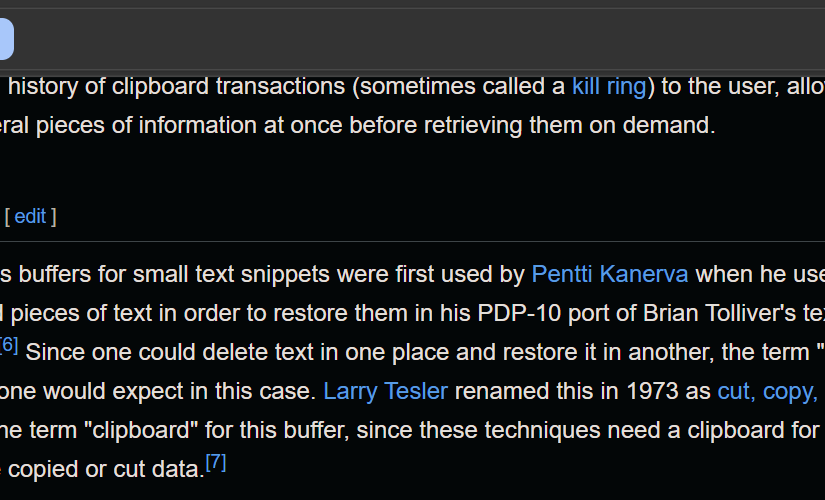 history of clipboard transactions (sometimes called a kill ring) to the user,
pieces of information at once before retrieving them on demand.
[ edit ]
buffers for small text snippets were first used by Pentti Kanerva when he
pieces of text in order to restore them in his PDP-10 port of Brian Tolliver's
[6] Since one could delete text in one place and restore it in another, the term "
one would expect in this case. Larry Tesler renamed this in 1973 as cut, copy,
term "clipboard" for this buffer, since these techniques need a clipboard for
copied or cut data.[7]